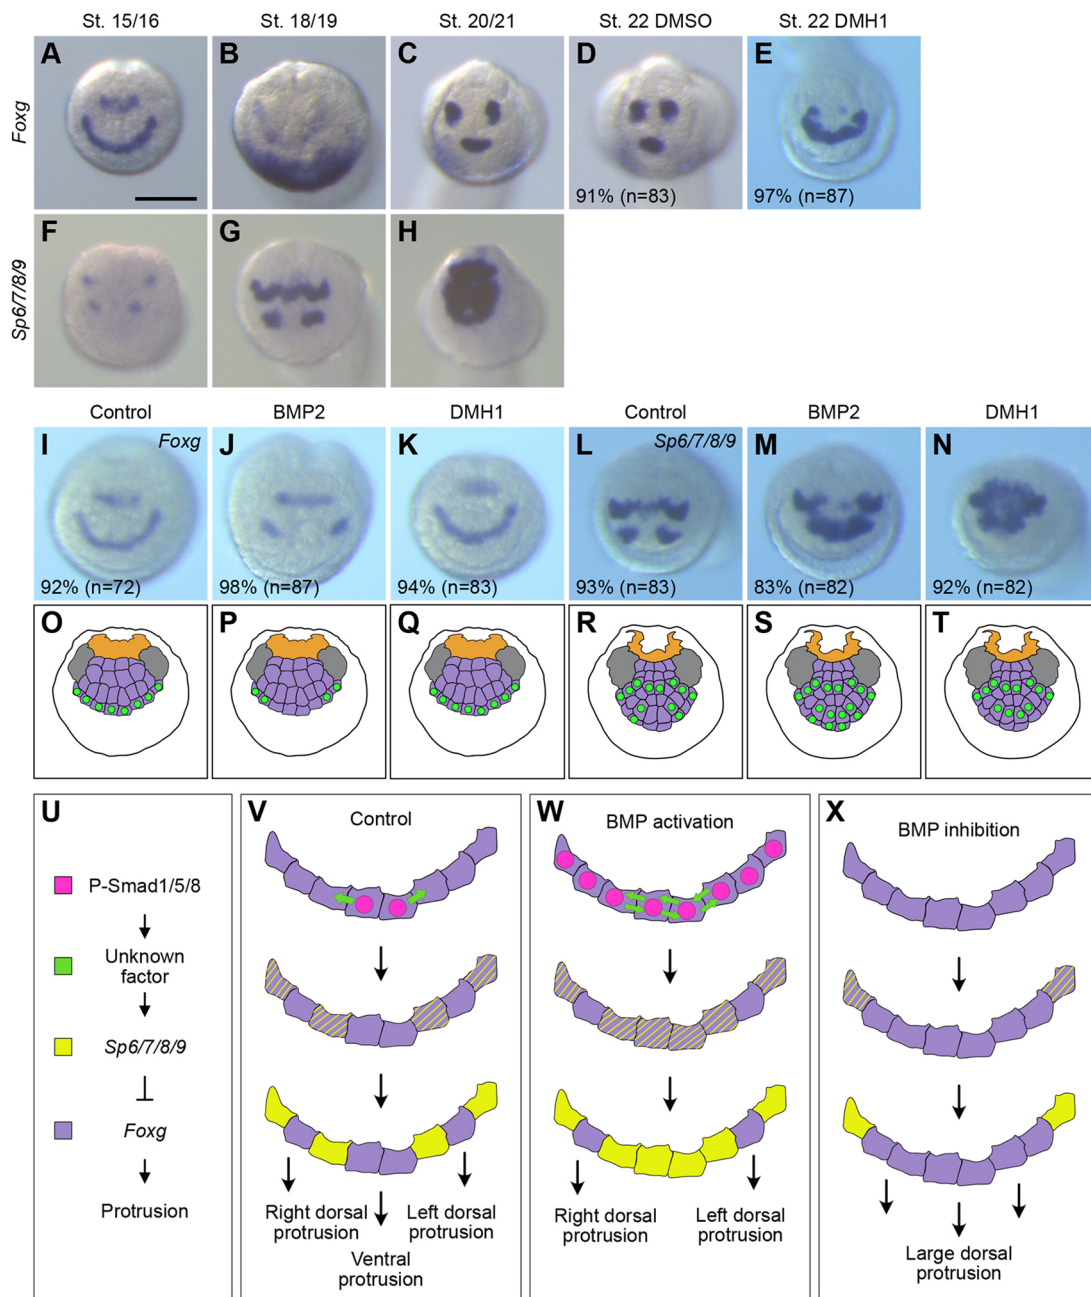 St. 15/16 St. 18/19 St. 20/21 St. 22 DMSO St. 22 DMH1
Foxg
A B C D E
91% (n=83) 97% (n=87)
Sp6/7/8/9
F G H
Control BMP2 DMH1 Control BMP2 DMH1
I Foxg J K L Sp6/7/8/9 M N
92% (n=72) 98% (n=87) 94% (n=83) 93% (n=83) 83% (n=82) 92% (n=82)
O P Q R S T
U
P-Smad1/5/8
Unknown
factor
Sp6/7/8/9
Foxg
Protrusion
V
Control
Right dorsal
protrusion
Left dorsal
protrusion
Ventral
protrusion
W
BMP activation
Right dorsal
protrusion
Left dorsal
protrusion
X
BMP inhibition
Large dorsal
protrusion